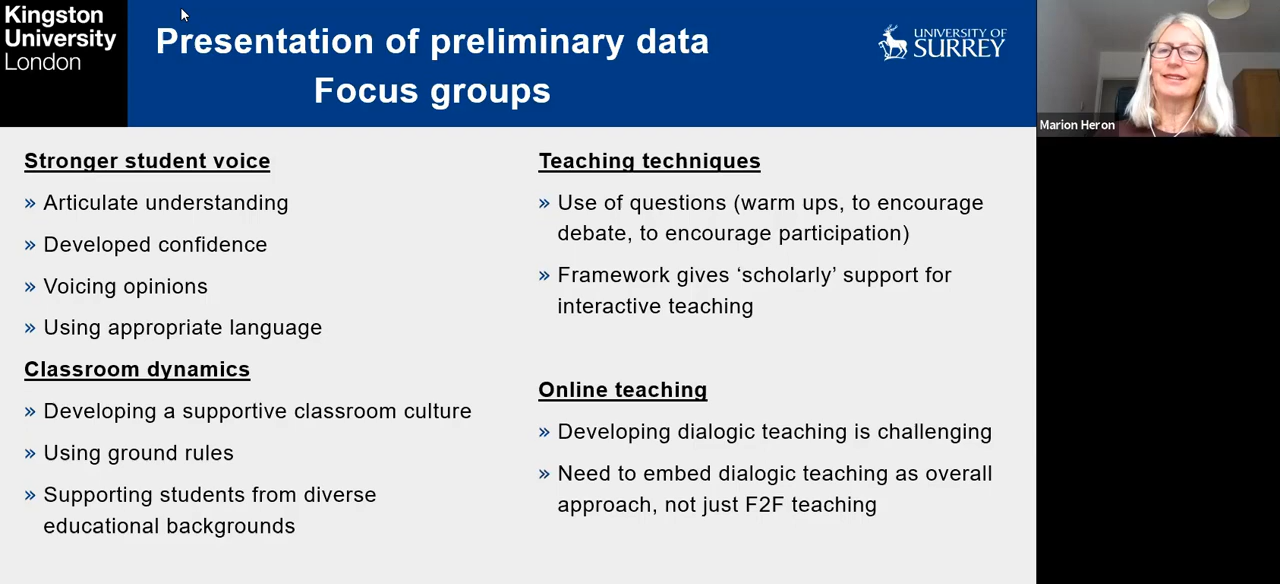 Kingston
University
London
Presentation of preliminary data
Focus groups
UNIVERSITY OF
SURREY
Marion Heron
Stronger student voice
» Articulate understanding
» Developed confidence
» Voicing opinions
» Using appropriate language
Classroom dynamics
» Developing a supportive classroom culture
» Using ground rules
» Supporting students from diverse
educational backgrounds
Teaching techniques
» Use of questions (warm ups, to encourage
debate, to encourage participation)
» Framework gives ‘scholarly’ support for
interactive teaching
Online teaching
» Developing dialogic teaching is challenging
» Need to embed dialogic teaching as overall
approach, not just F2F teaching